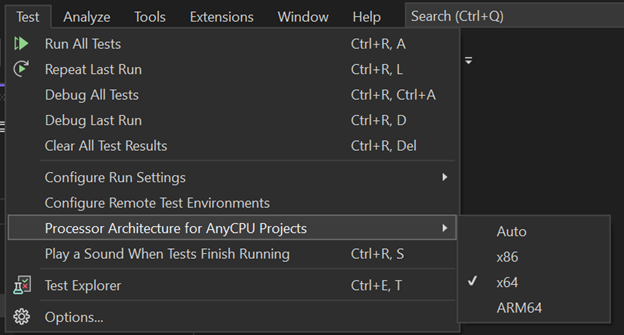 Test Analyze Tools Extensions Window Help Search (Ctrl+Q)
Run All Tests Ctrl+R, A
Repeat Last Run Ctrl+R, L
Debug All Tests Ctrl+R, Ctrl+A
Debug Last Run Ctrl+R, D
Clear All Test Results Ctrl+R, Del
Configure Run Settings
Configure Remote Test Environments
Processor Architecture for AnyCPU Projects
Auto
x86
x64
ARM64
Play a Sound When Tests Finish Running Ctrl+R, S
Test Explorer Ctrl+E, T
Options...